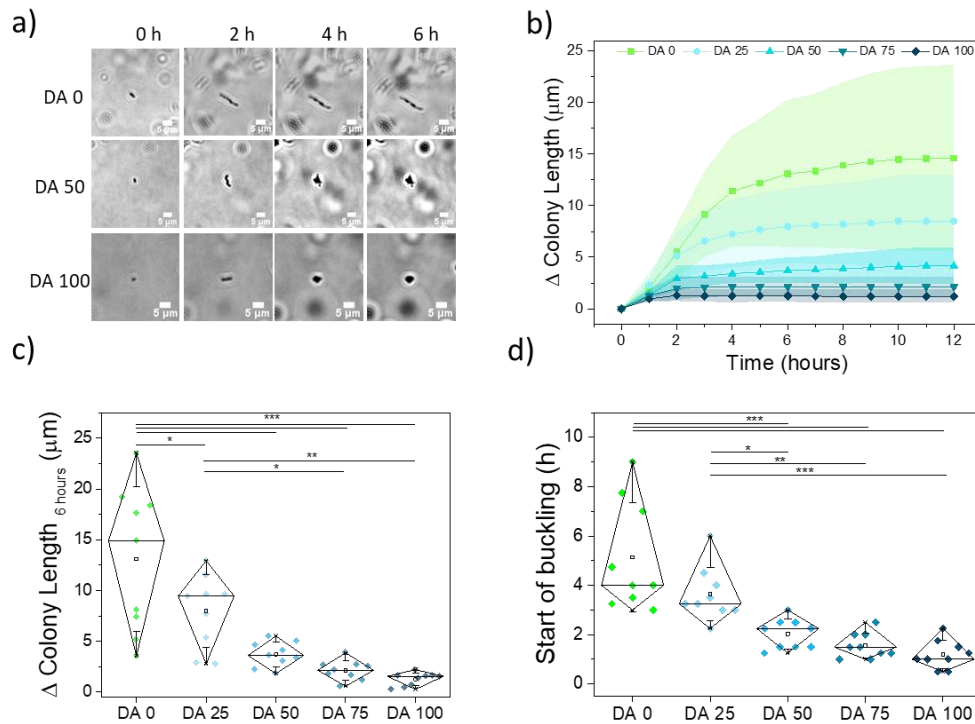 a)
0 h 2 h 4 h 6 h
DA 0
5 µm 5 µm 5 µm 5 µm
DA 50
5 µm 5 µm 5 µm 5 µm
DA 100
5 µm 5 µm 5 µm 5 µm
b)
25
20
15
10
5
0
DA 0 DA 25 DA 50 DA 75 DA 100
Δ Colony Length (µm)
0 2 4 6 8 10 12
Time (hours)
c)
Δ Colony Length 6 hours (µm)
25
20
15
10
5
0
***
*
**
*
DA 0 DA 25 DA 50 DA 75 DA 100
d)
Start of buckling (h)
10
8
6
4
2
0
***
*
**
***
DA 0 DA 25 DA 50 DA 75 DA 100